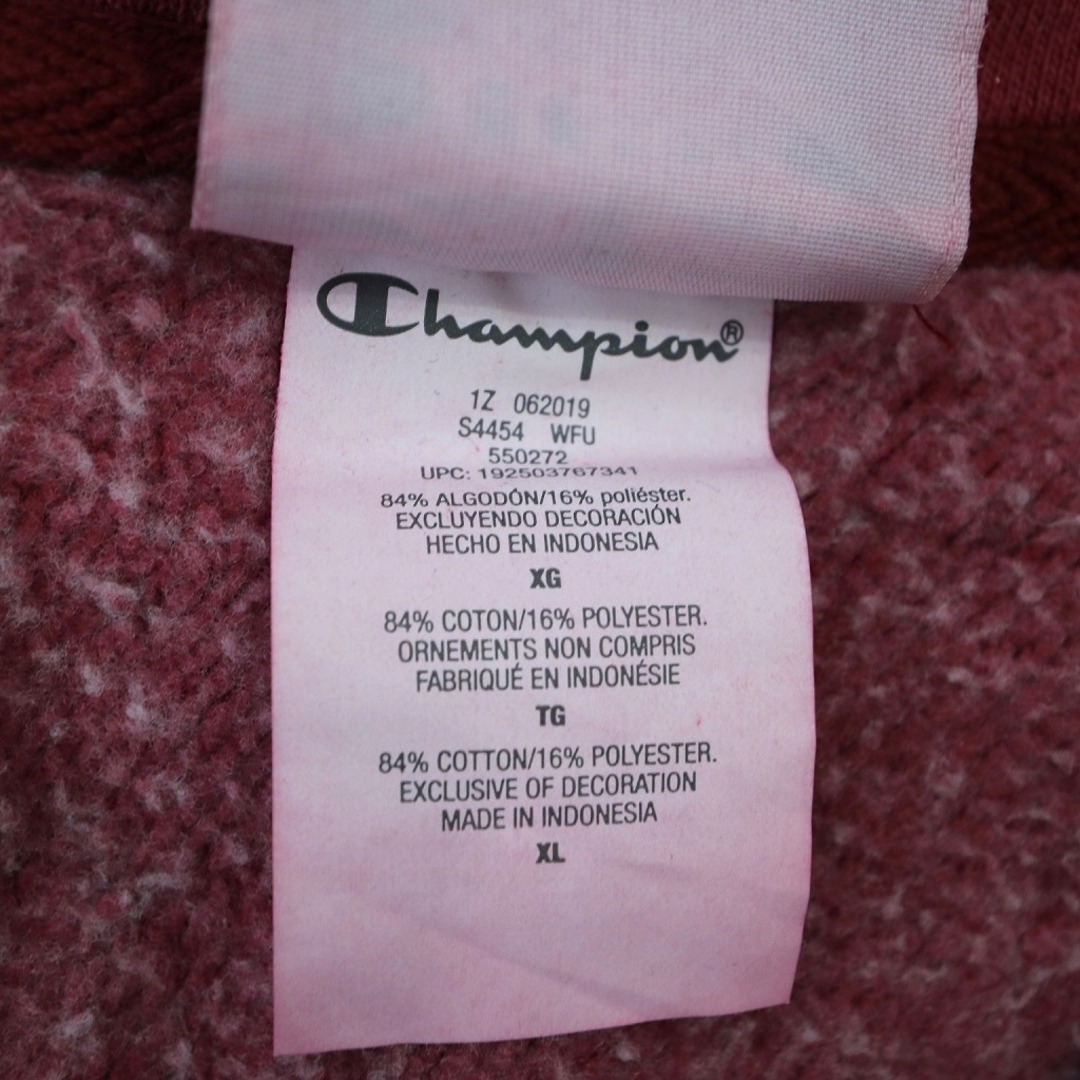 Champion®
1Z 062019
S4454 WFU
550272
UPC: 192503767341
84% ALGODÓN/16% poliéster.
EXCLUYENDO DECORACIÓN
HECHO EN INDONESIA
XG
84% COTON/16% POLYESTER.
ORNEMENTS NON COMPRIS
FABRIQUÉ EN INDONÉSIE
TG
84% COTTON/16% POLYESTER.
EXCLUSIVE OF DECORATION
MADE IN INDONESIA
XL